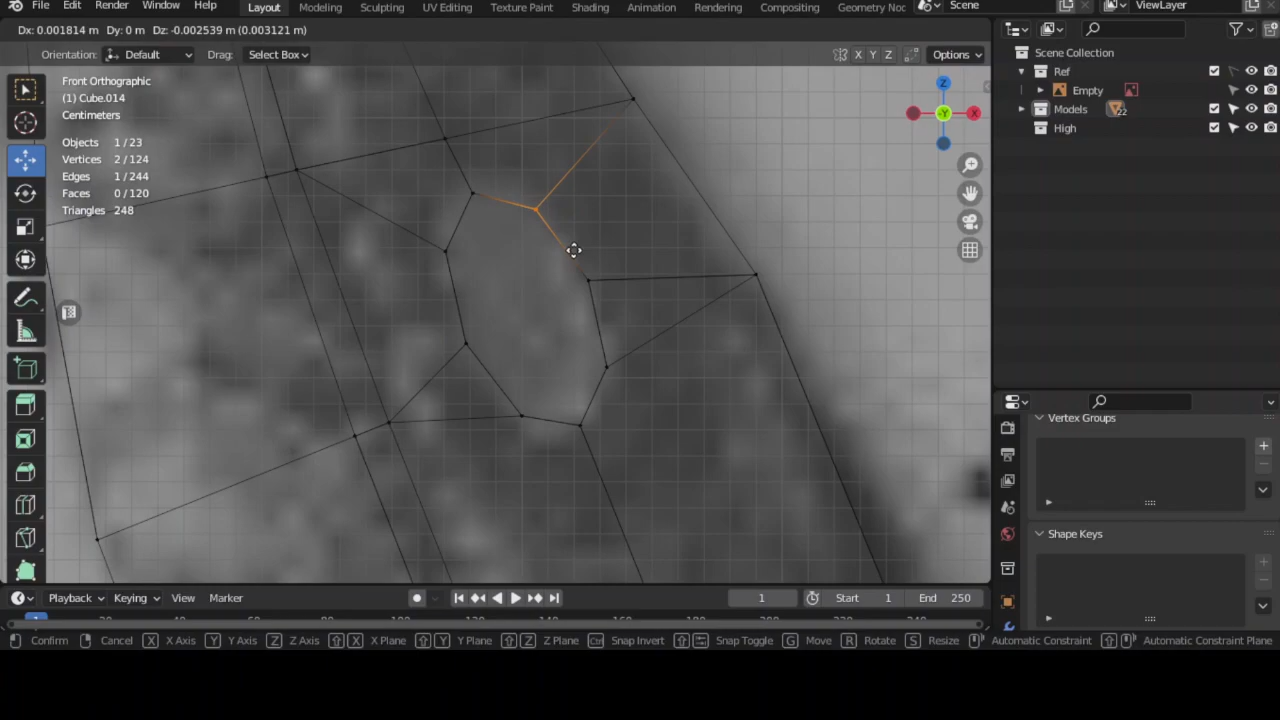 File Edit Render Window Help Layout Modeling Sculpting UV Editing Texture Paint Shading Animation Rendering Compositing Geometry Noc Scene ViewLayer
Dx: 0.001814 m Dy: 0 m Dz: -0.002539 m (0.003121 m)
Orientation: Default Drag: Select Box X Y Z Options
Front Orthographic
(1) Cube.014
Centimeters
Objects 1 / 23
Vertices 2 / 124
Edges 1 / 244
Faces 0 / 120
Triangles 248
Z
-Y
X
Scene Collection
Ref
Empty
Models 22
High
Vertex Groups
Shape Keys
Playback Keying View Marker 1 Start 1 End 250
1
Confirm Cancel X X Axis Y Y Axis Z Z Axis X X Plane Y Y Plane Z Z Plane Ctrl Snap Invert Snap Toggle G Move R Rotate S Resize Automatic Constraint Automatic Constraint Plane